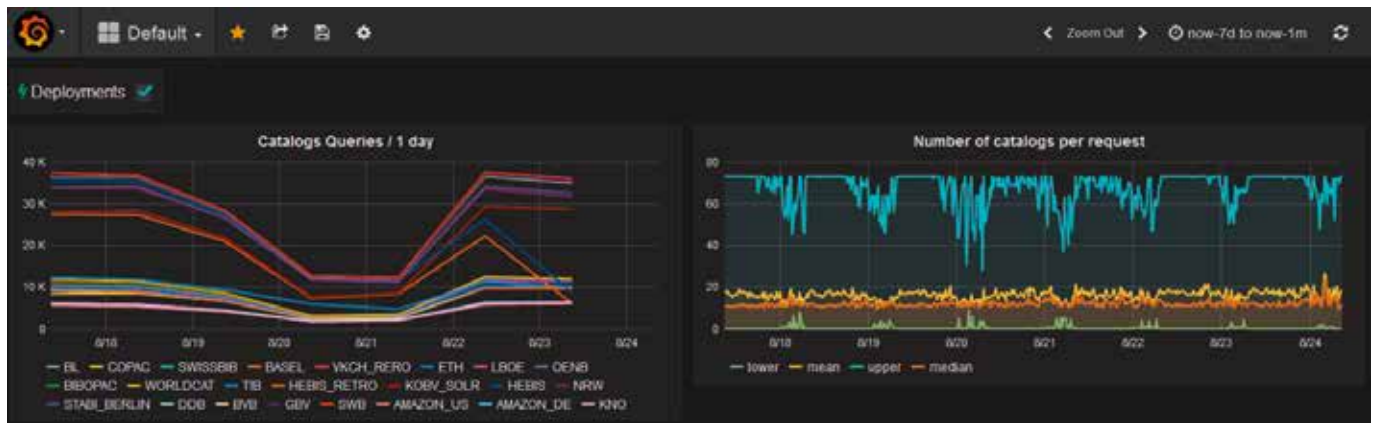 Default
Zoom Out now-7d to now-1m
Deployments
Catalogs Queries / 1 day
40 K
30 K
20 K
10 K
0
8/18 8/19 8/20 8/21 8/22 8/23 8/24
BL COPAC SWISSBIB BASEL VKCH_RERO ETH LBOE OENB
BIBOPAC WORLDCAT TIB HEBIS_RETRO KOBV_SOLR HEBIS NRW
STABI_BERLIN DDB BVB GBV SWB AMAZON_US AMAZON_DE KNO
Number of catalogs per request
80
60
40
20
0
8/18 8/19 8/20 8/21 8/22 8/23 8/24
lower mean upper median